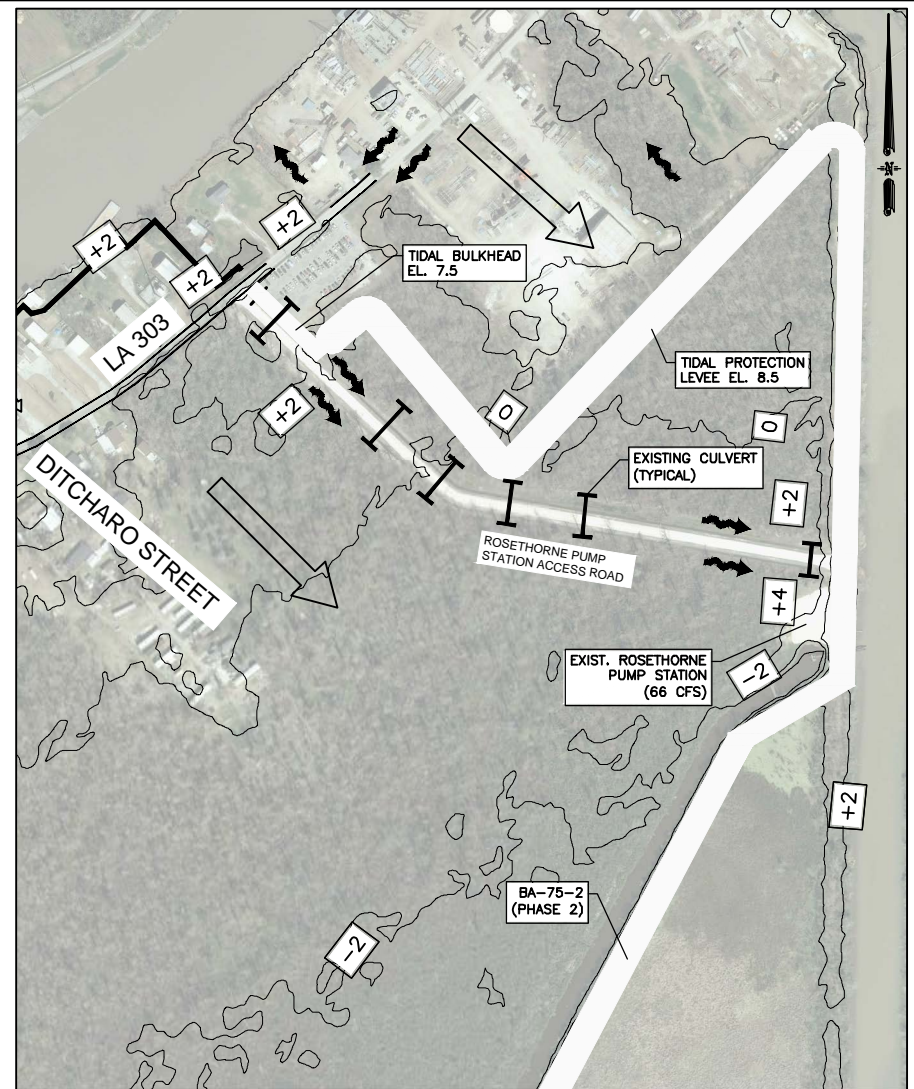 N
+2
+2
+2
TIDAL BULKHEAD
EL. 7.5
LA 303
TIDAL PROTECTION
LEVEE EL. 8.5
+2
0
0
EXISTING CULVERT
(TYPICAL)
DITCHARO STREET
+2
ROSETHORNE PUMP
STATION ACCESS ROAD
+4
EXIST. ROSETHORNE
PUMP STATION
(66 CFS)
-2
+2
BA-75-2
(PHASE 2)
-2